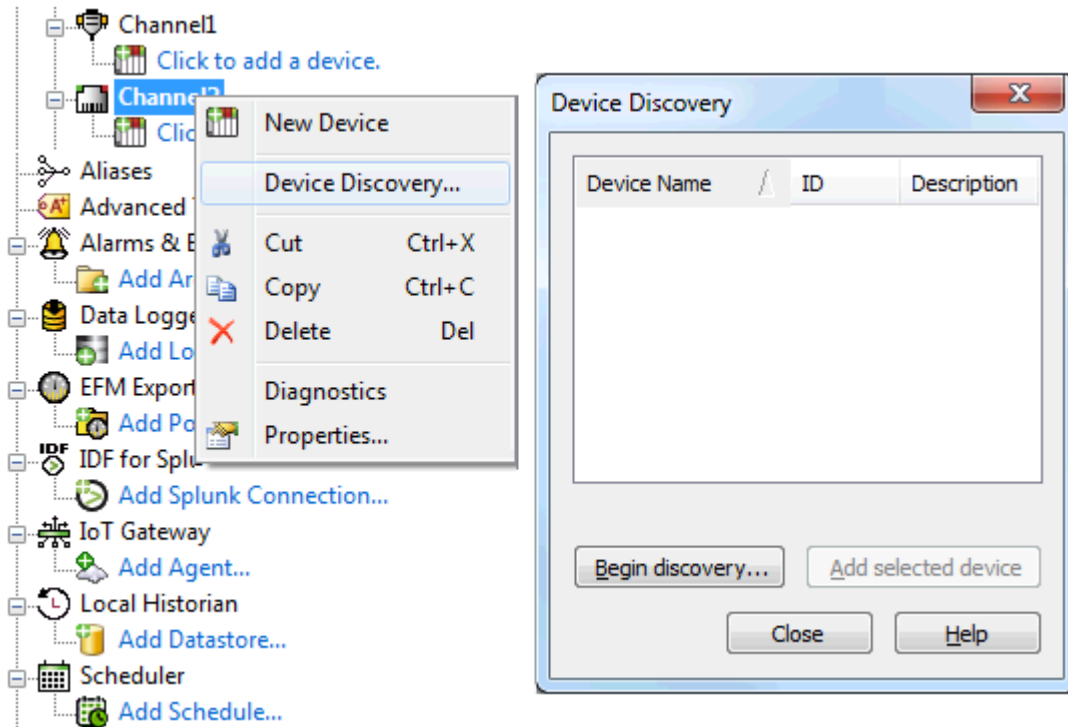 Channel1
Click to add a device.
Channel2
Clic
Aliases
Advanced
Alarms & E
Add Ar
Data Logge
Add Lo
EFM Export
Add Po
IDF for Splu
Add Splunk Connection...
IoT Gateway
Add Agent...
Local Historian
Add Datastore...
Scheduler
Add Schedule...
New Device
Device Discovery...
Cut Ctrl+X
Copy Ctrl+C
Delete Del
Diagnostics
Properties...
Device Discovery
Device Name ID Description
Begin discovery... Add selected device
Close Help